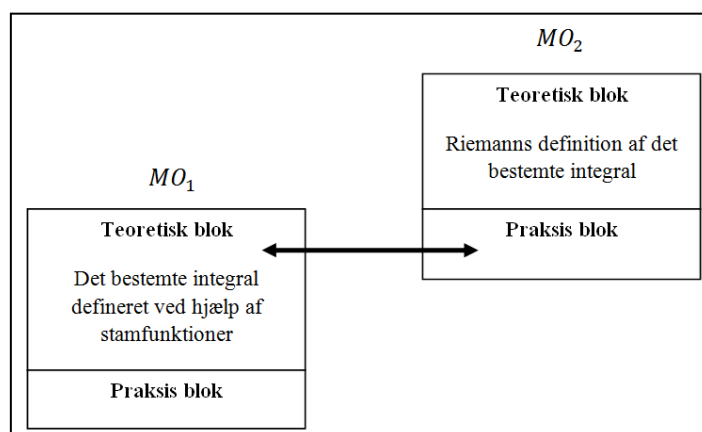 MO₁
Teoretisk blok
Det bestemte integral
defineret ved hjælp af
stamfunktioner
Praksis blok
MO₂
Teoretisk blok
Riemanns definition af det
bestemte integral
Praksis blok